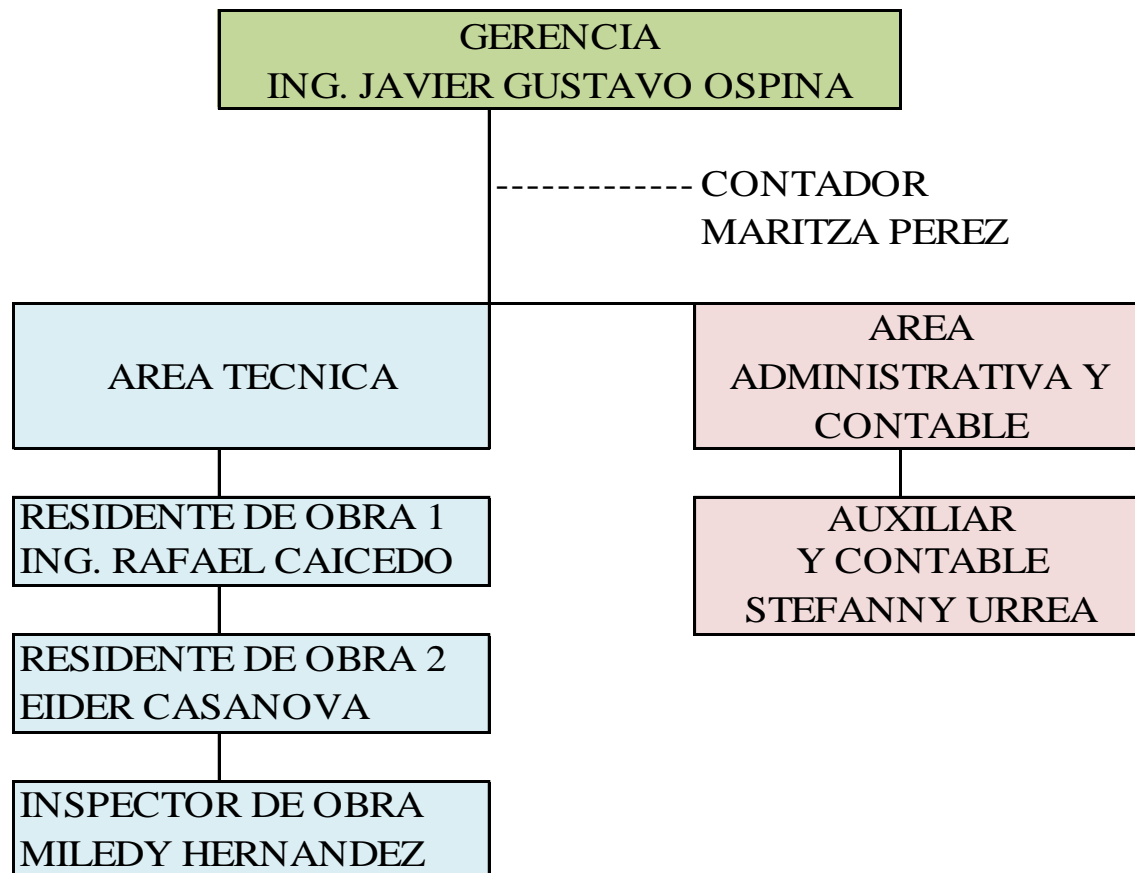 GERENCIA
ING. JAVIER GUSTAVO OSPINA
CONTADOR
MARITZA PEREZ
AREA TECNICA
AREA
ADMINISTRATIVA Y
CONTABLE
RESIDENTE DE OBRA 1
ING. RAFAEL CAICEDO
AUXILIAR
Y CONTABLE
STEFANNY URREA
RESIDENTE DE OBRA 2
EIDER CASANOVA
INSPECTOR DE OBRA
MILEDY HERNANDEZ